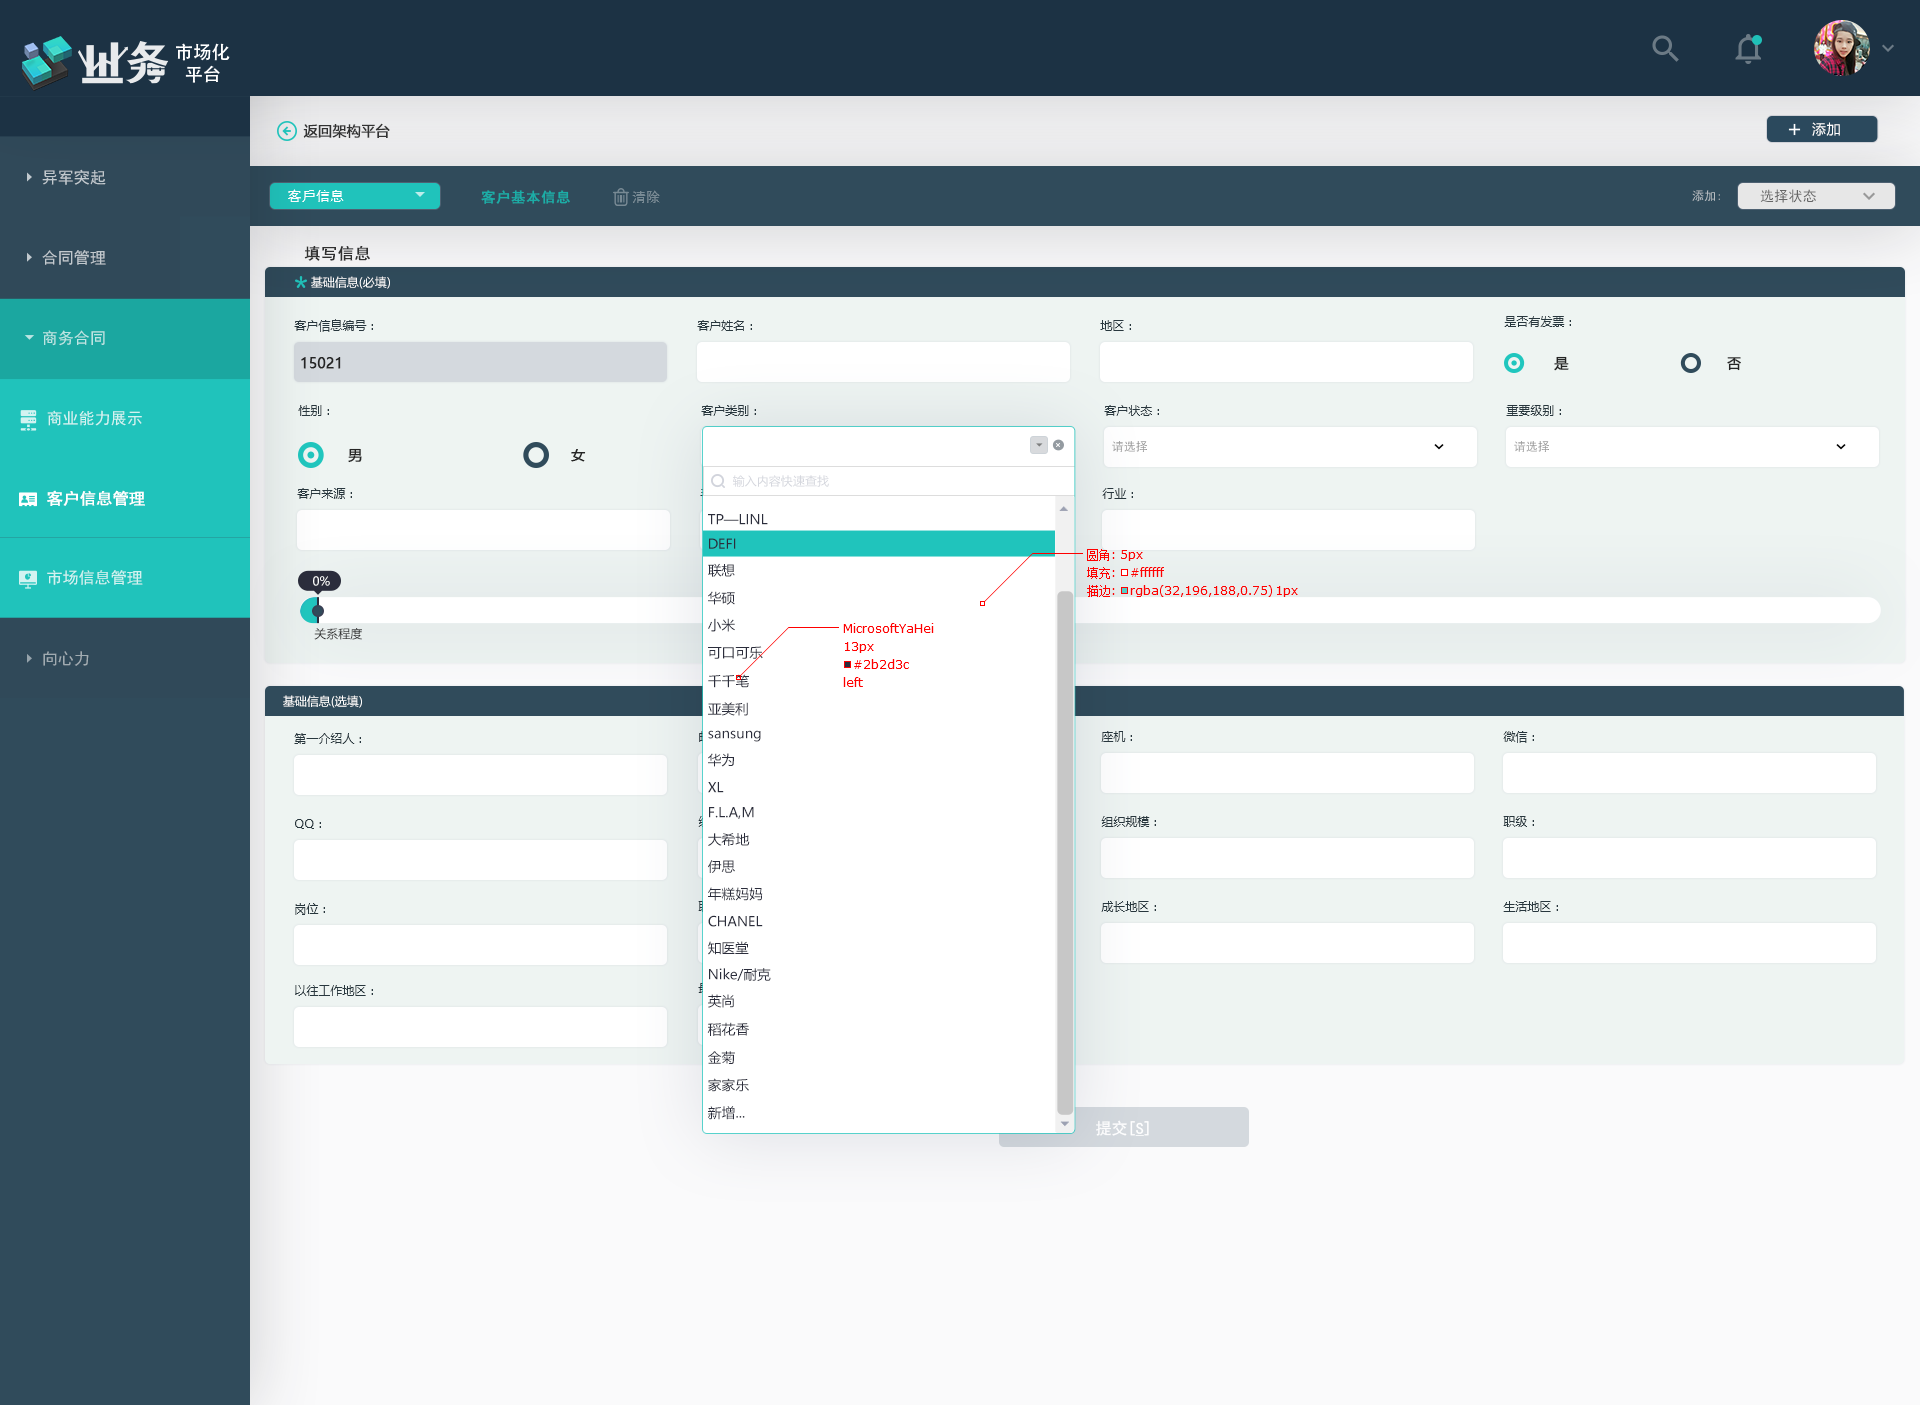 业务 市场化
平台
返回架构平台
+ 添加
异军突起
合同管理
商务合同
商业能力展示
客户信息管理
市场信息管理
向心力
客戶信息
客户基本信息
清除
添加:
选择状态
填写信息
基础信息(必填)
客户信息编号：
客户姓名：
地区：
是否有发票：
15021
是
否
性别：
客户类别：
客户状态：
重要级别：
男
女
请选择
请选择
输入内容快速查找
客户来源：
行业：
TP—LINL
DEFI
联想
华硕
小米
可口可乐
千千笔
亚美利
sansung
华为
XL
F.L.A,M
大希地
伊思
年糕妈妈
CHANEL
知医堂
Nike/耐克
英尚
稻花香
金菊
家家乐
新增...
圆角: 5px
填充: #ffffff
描边: rgba(32,196,188,0.75) 1px
MicrosoftYaHei
13px
#2b2d3c
left
0%
关系程度
基础信息(选填)
第一介绍人：
座机：
微信：
QQ：
组织规模：
职级：
岗位：
成长地区：
生活地区：
以往工作地区：
提交[S]